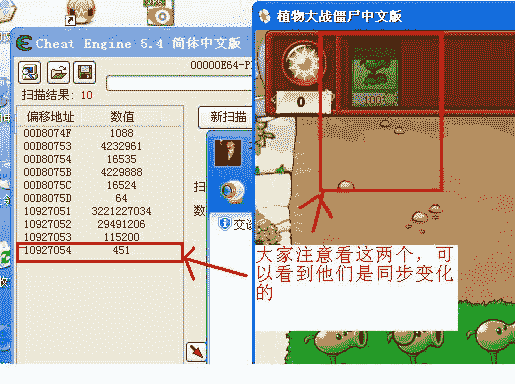 Cheat Engine 5.4 简体中文版
植物大战僵尸中文版
00000E64-P
扫描结果: 10
新扫描
偏移地址 数值
00D8074F 1088
00D80753 4232961
00D80754 16535
00D8075B 4229888
00D8075C 16524
00D8075D 64
10927051 3221227034
10927052 29491206
10927053 115200
10927054 451
扫
数
0
100
大家注意看这两个，可
以看到他们是同步变化
的